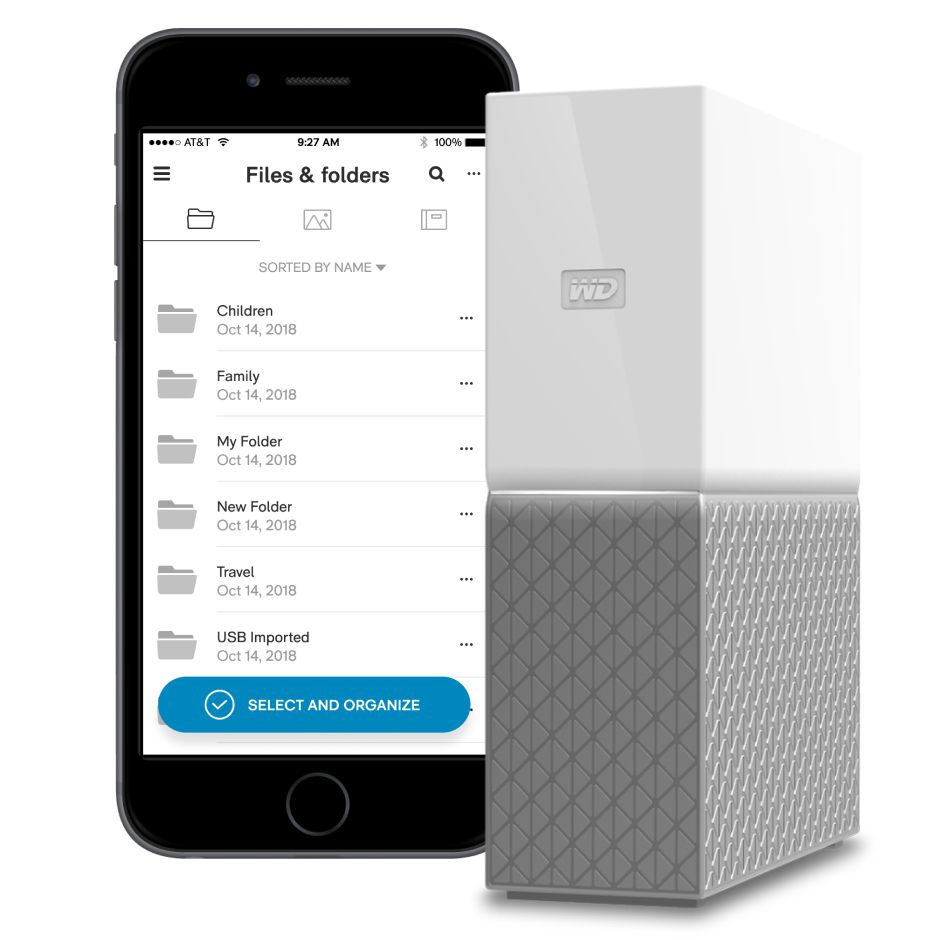 AT&T
9:27 AM
100%
Files & folders
SORTED BY NAME
Children
Oct 14, 2018
Family
Oct 14, 2018
My Folder
Oct 14, 2018
New Folder
Oct 14, 2018
Travel
Oct 14, 2018
USB Imported
Oct 14, 2018
SELECT AND ORGANIZE
WD